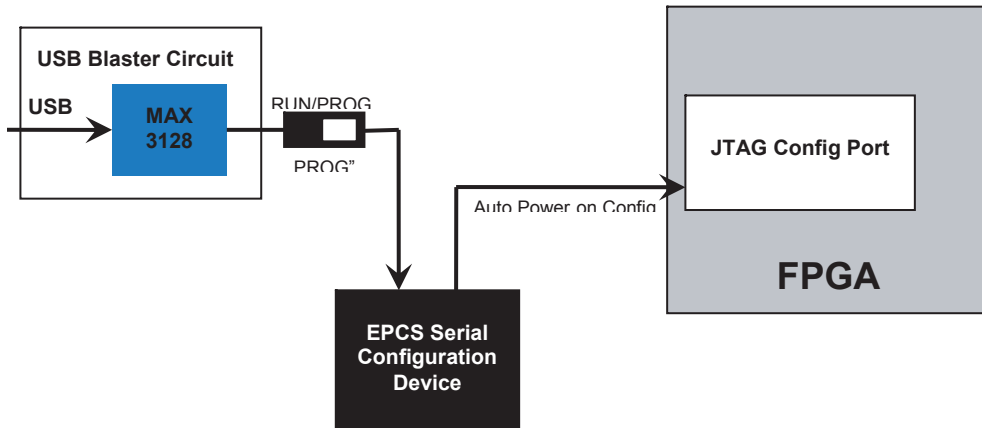 USB Blaster Circuit
USB
MAX
3128
RUN/PROG
PROG”
Auto Power on Config
JTAG Config Port
FPGA
EPCS Serial
Configuration
Device